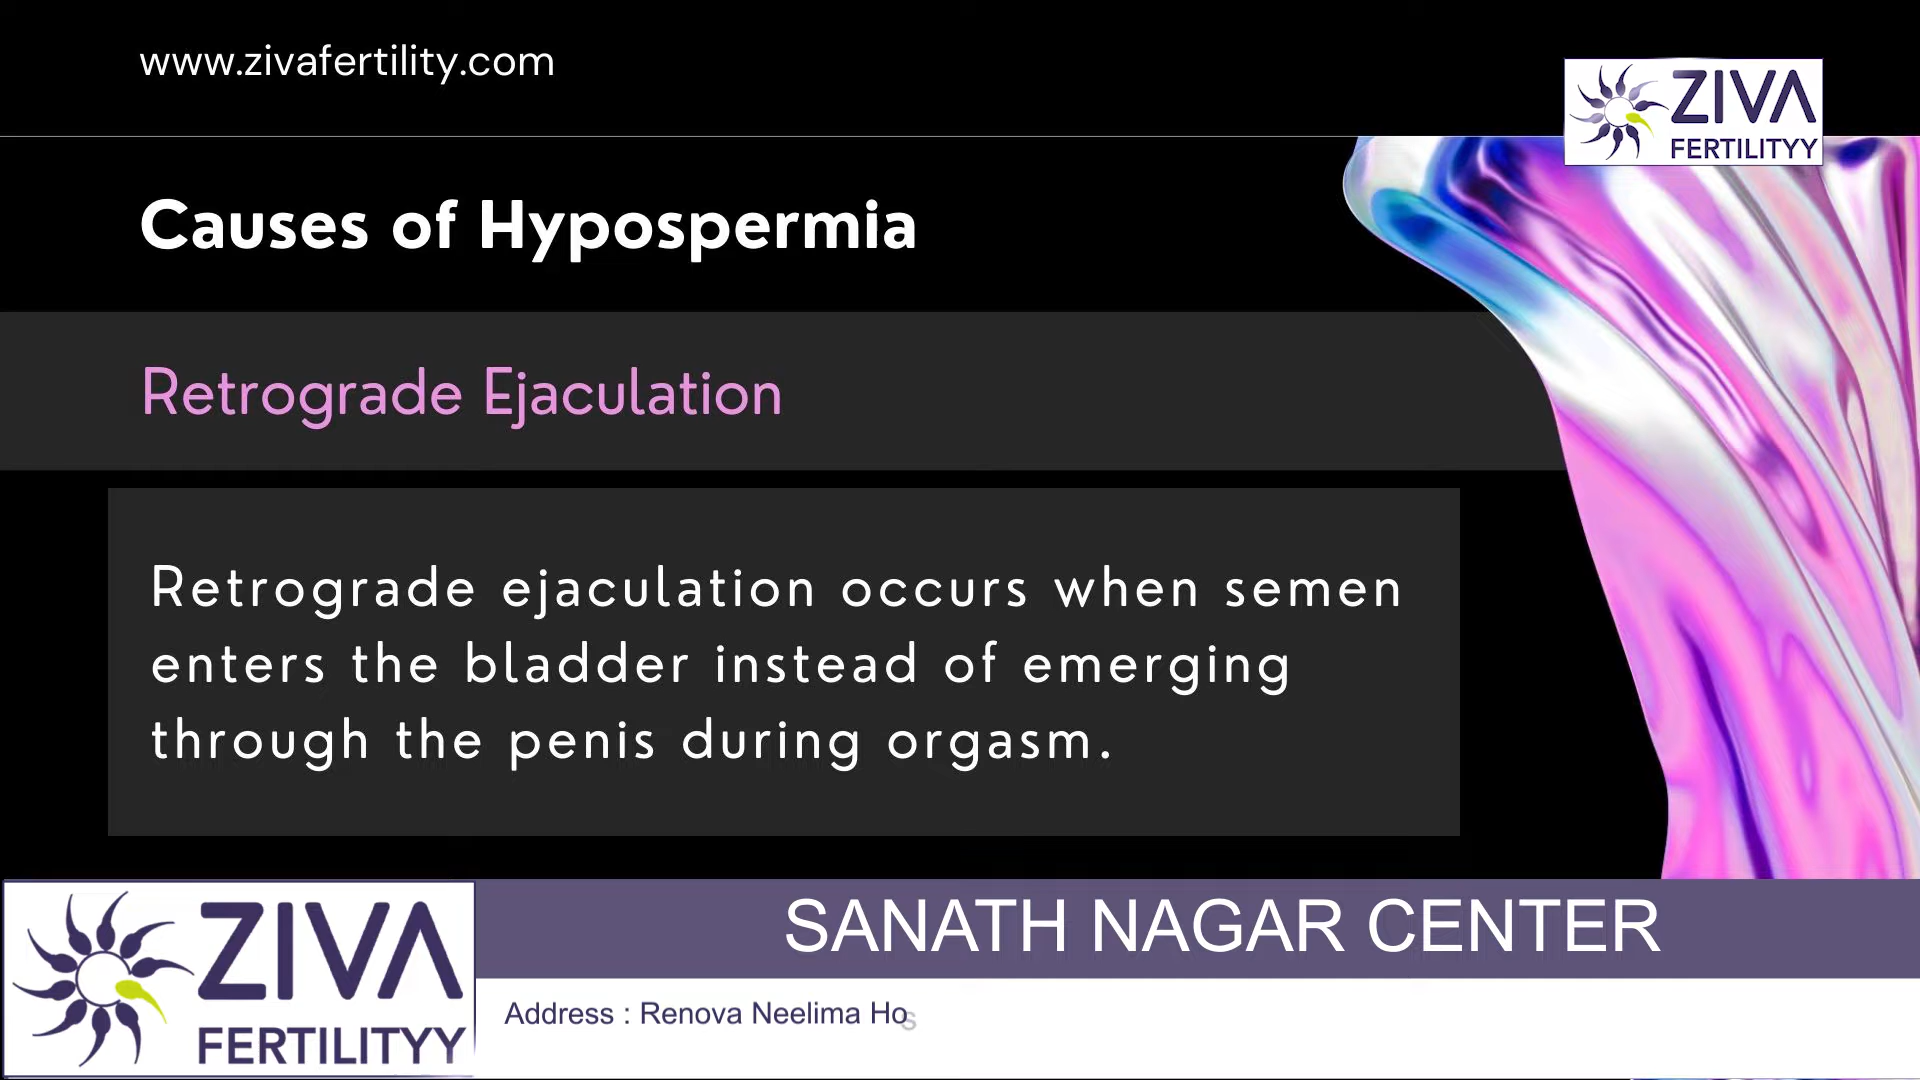 www.zivafertility.com
ZIVA
FERTILITYY
Causes of Hypospermia
Retrograde Ejaculation
Retrograde ejaculation occurs when semen
enters the bladder instead of emerging
through the penis during orgasm.
ZIVA
FERTILITYY
SANATH NAGAR CENTER
Address : Renova Neelima Hos